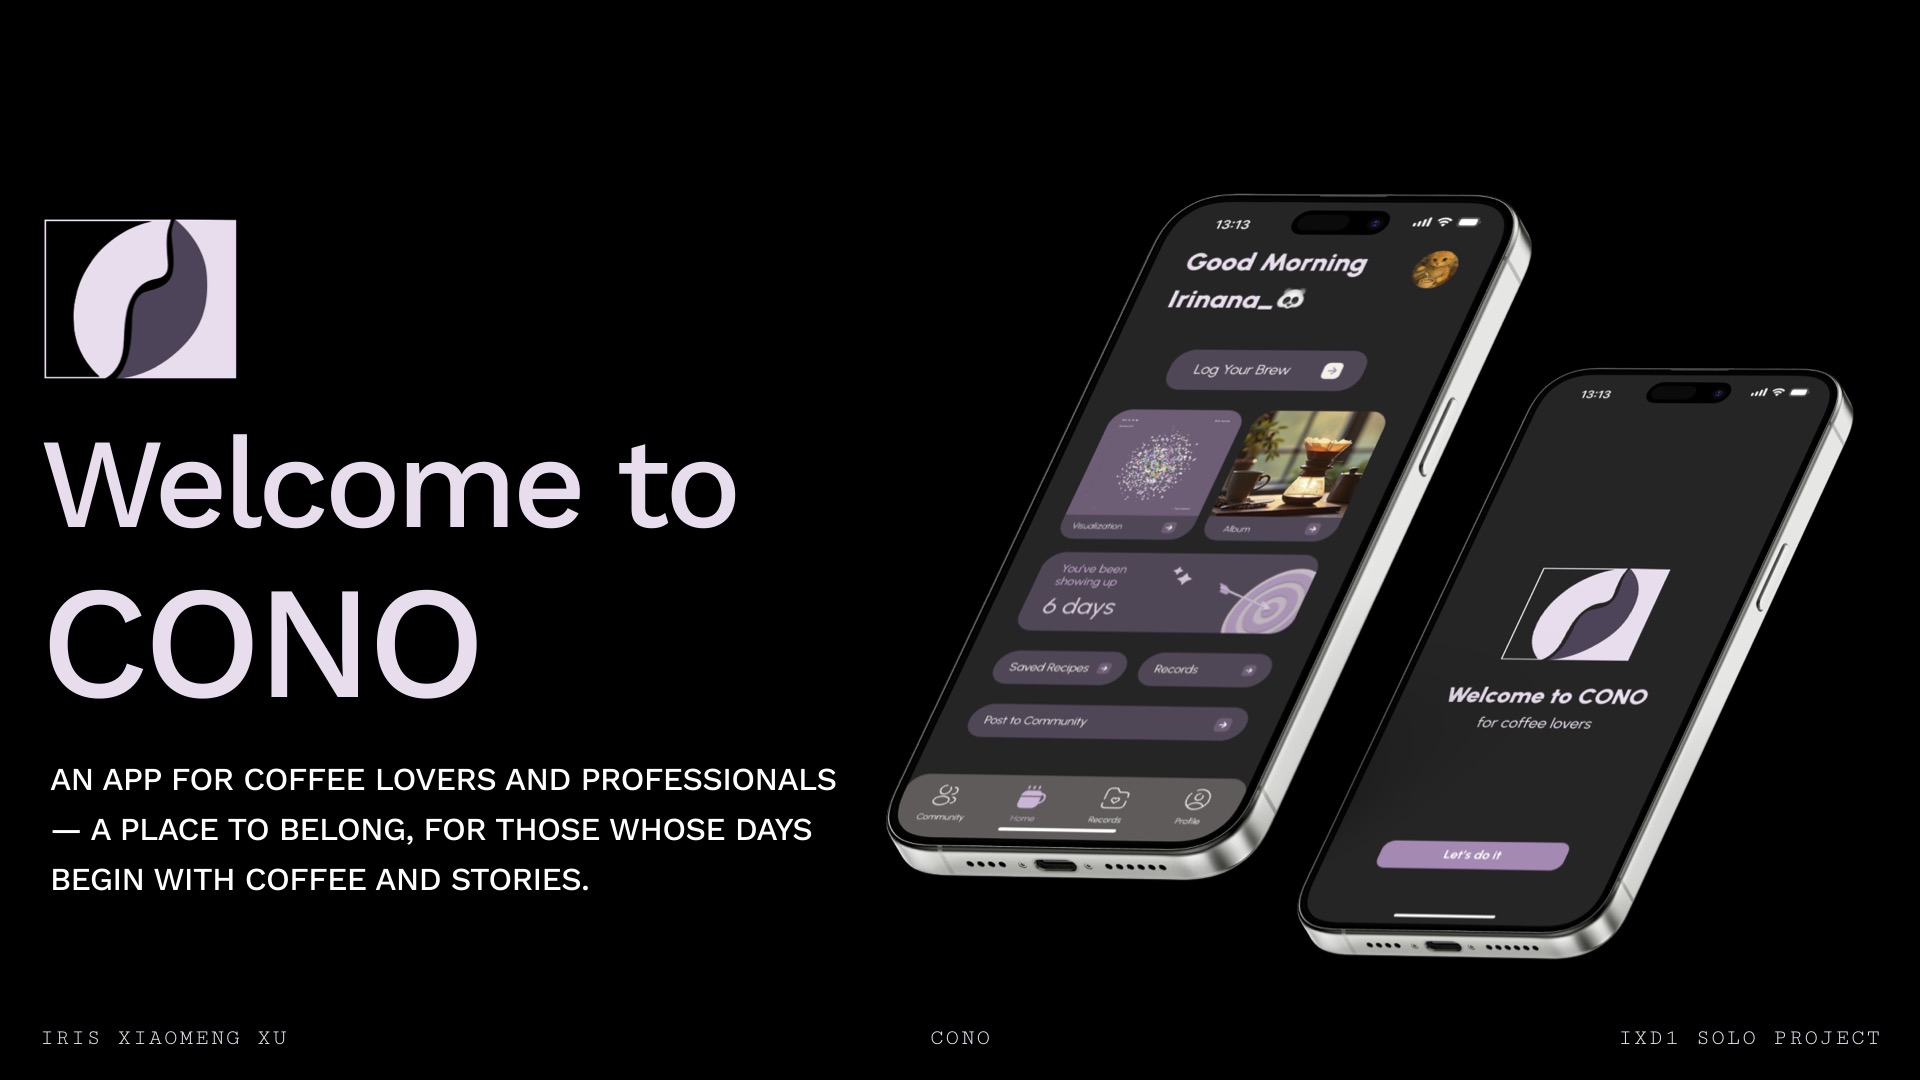 Welcome to
CONO
AN APP FOR COFFEE LOVERS AND PROFESSIONALS
— A PLACE TO BELONG, FOR THOSE WHOSE DAYS
BEGIN WITH COFFEE AND STORIES.
13:13
Good Morning
Irinana_🐼
Log Your Brew
Visualization
Album
You've been
showing up
6 days
Saved Recipes
Records
Post to Community
Community
Home
Records
Profile
13:13
Welcome to CONO
for coffee lovers
Let's do it
IRIS XIAOMENG XU
CONO
IXD1 SOLO PROJECT